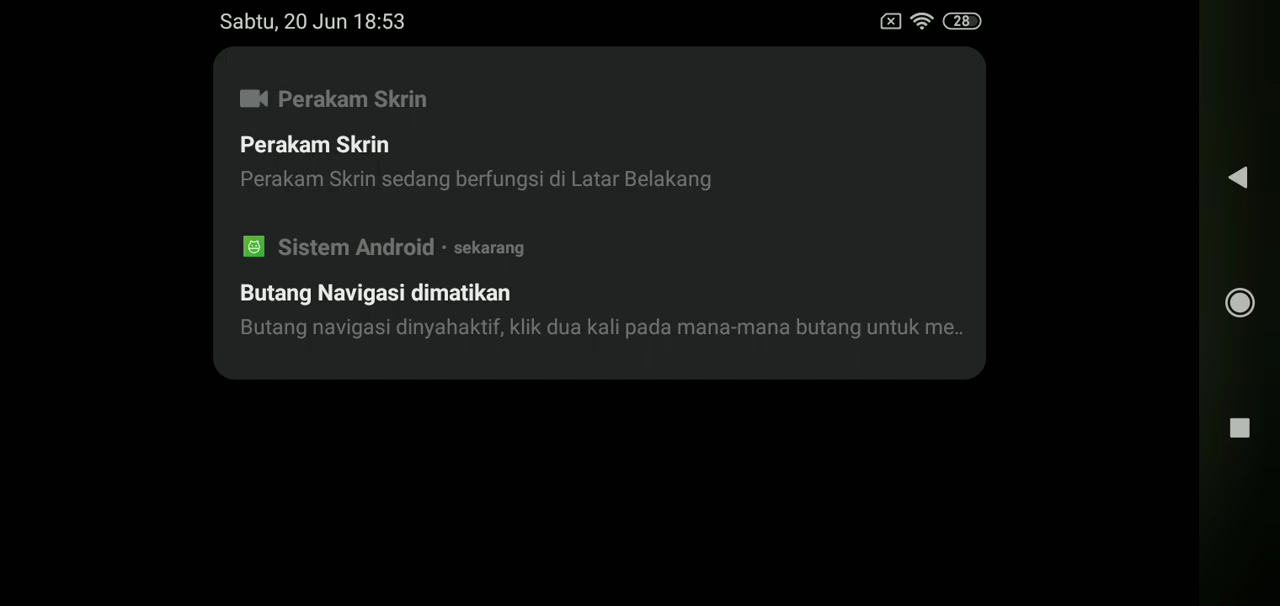 Sabtu, 20 Jun 18:53
28
Perakam Skrin
Perakam Skrin
Perakam Skrin sedang berfungsi di Latar Belakang
Sistem Android · sekarang
Butang Navigasi dimatikan
Butang navigasi dinyahaktif, klik dua kali pada mana-mana butang untuk me..